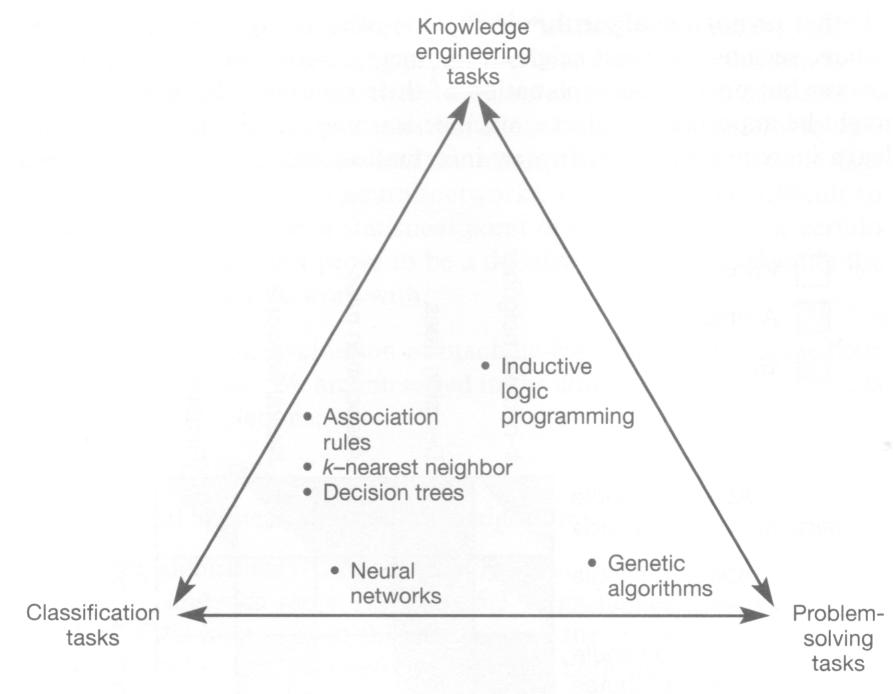 Knowledge
engineering
tasks
• Inductive
logic
programming
• Association
rules
• k–nearest neighbor
• Decision trees
• Neural
networks
• Genetic
algorithms
Classification
tasks
Problem-
solving
tasks